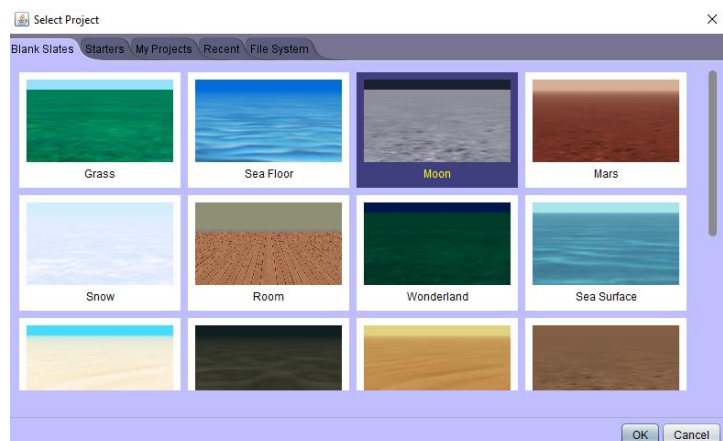 Select Project
Blank Slates Starters My Projects Recent File System
Grass Sea Floor Moon Mars
Snow Room Wonderland Sea Surface
OK Cancel